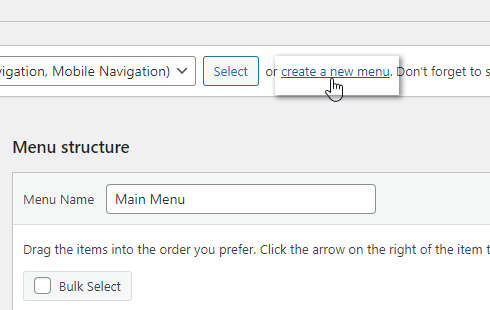 vigation, Mobile Navigation) Select or create a new menu. Don't forget to s
Menu structure
Menu Name Main Menu
Drag the items into the order you prefer. Click the arrow on the right of the item t
Bulk Select